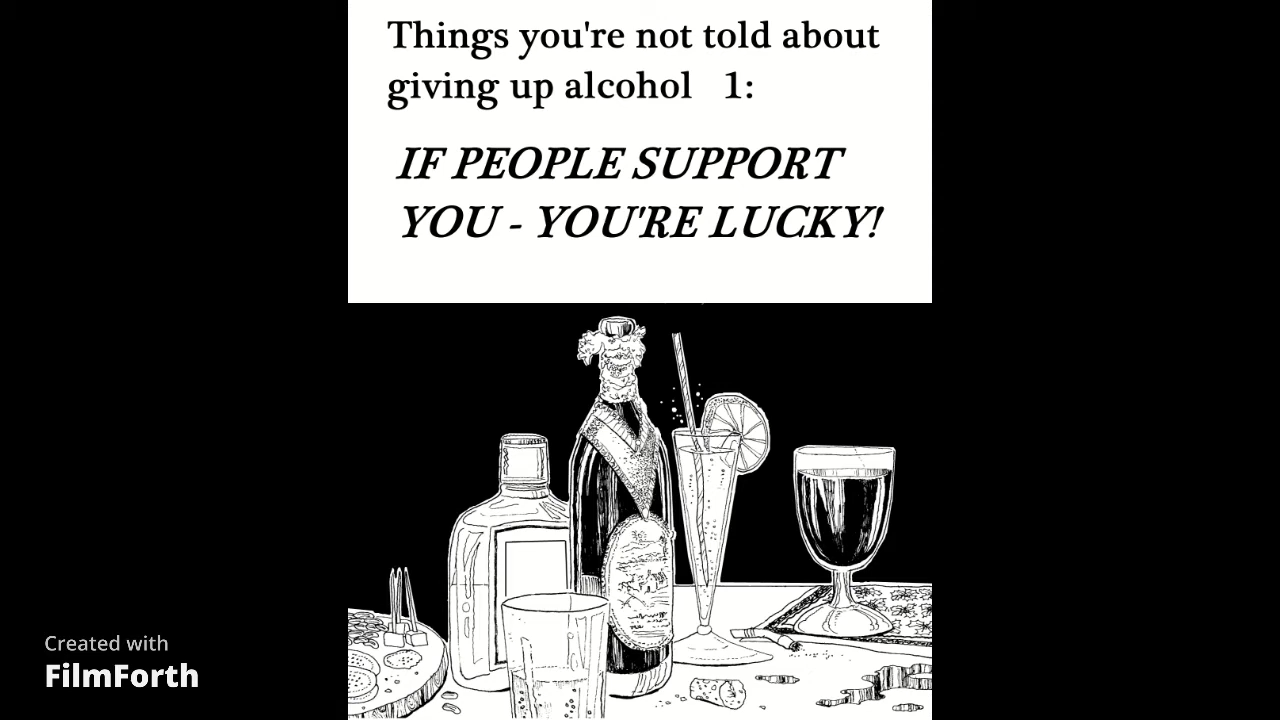 Things you're not told about
giving up alcohol 1:
IF PEOPLE SUPPORT
YOU - YOU'RE LUCKY!
Created with
FilmForth